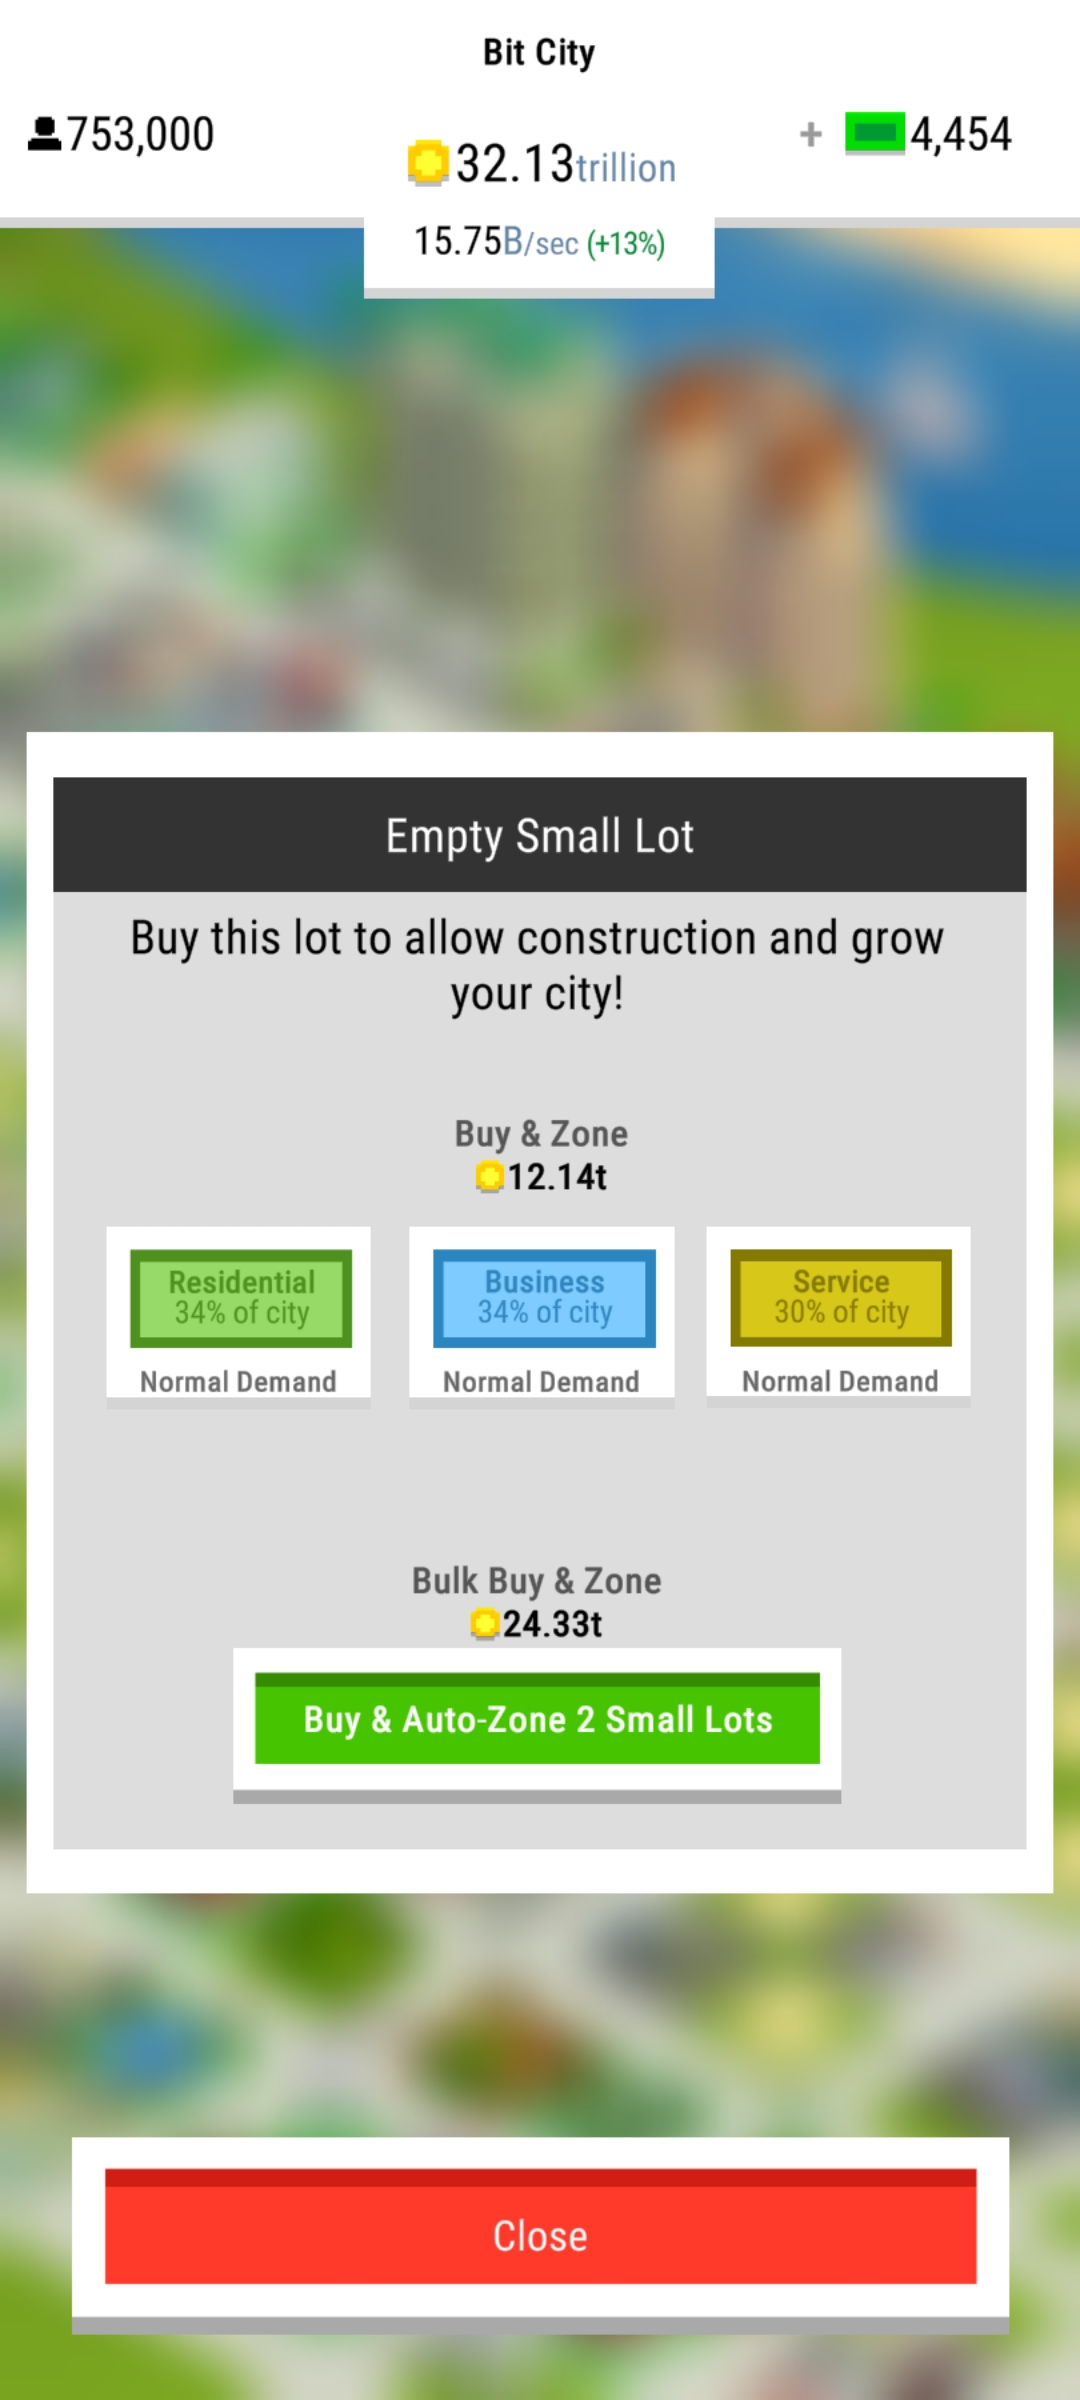 Bit City
753,000
32.13trillion
+ 4,454
15.75B/sec (+13%)
Empty Small Lot
Buy this lot to allow construction and grow
your city!
Buy & Zone
12.14t
Residential
34% of city
Normal Demand
Business
34% of city
Normal Demand
Service
30% of city
Normal Demand
Bulk Buy & Zone
24.33t
Buy & Auto-Zone 2 Small Lots
Close